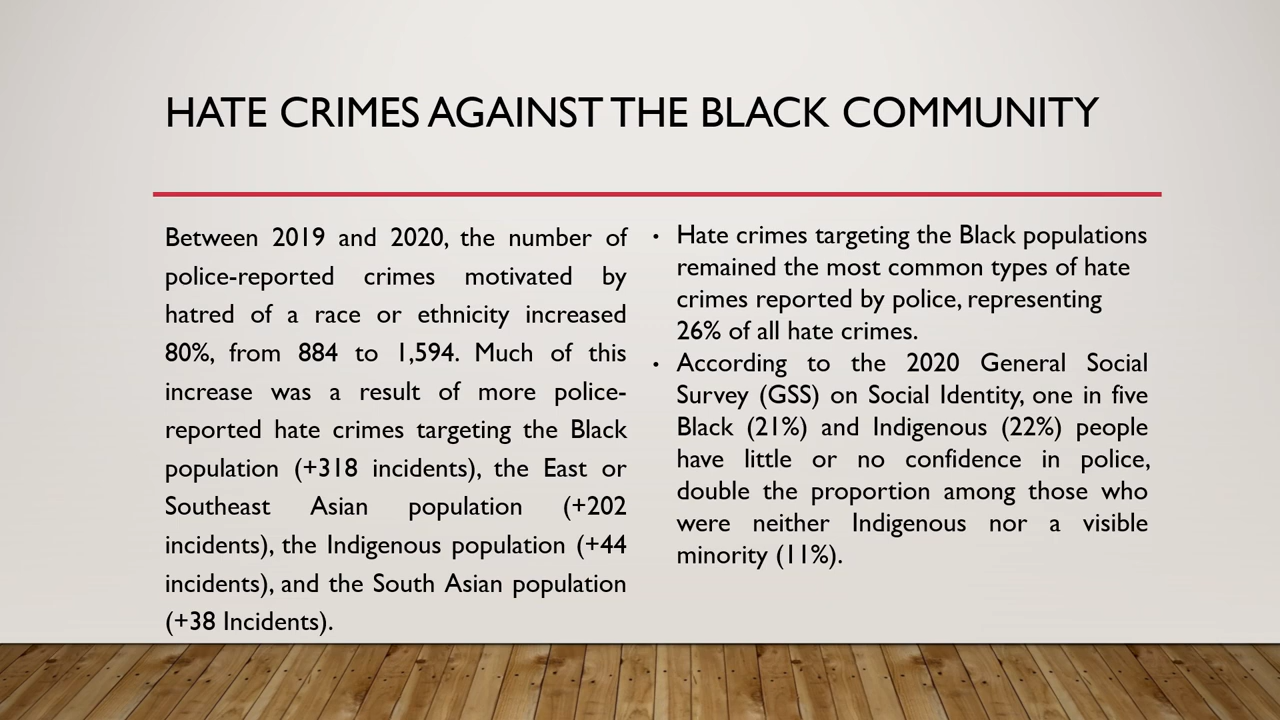 HATE CRIMES AGAINST THE BLACK COMMUNITY
Between 2019 and 2020, the number of
police-reported crimes motivated by
hatred of a race or ethnicity increased
80%, from 884 to 1,594. Much of this
increase was a result of more police-
reported hate crimes targeting the Black
population (+318 incidents), the East or
Southeast Asian population (+202
incidents), the Indigenous population (+44
incidents), and the South Asian population
(+38 Incidents).
• Hate crimes targeting the Black populations
remained the most common types of hate
crimes reported by police, representing
26% of all hate crimes.
• According to the 2020 General Social
Survey (GSS) on Social Identity, one in five
Black (21%) and Indigenous (22%) people
have little or no confidence in police,
double the proportion among those who
were neither Indigenous nor a visible
minority (11%).